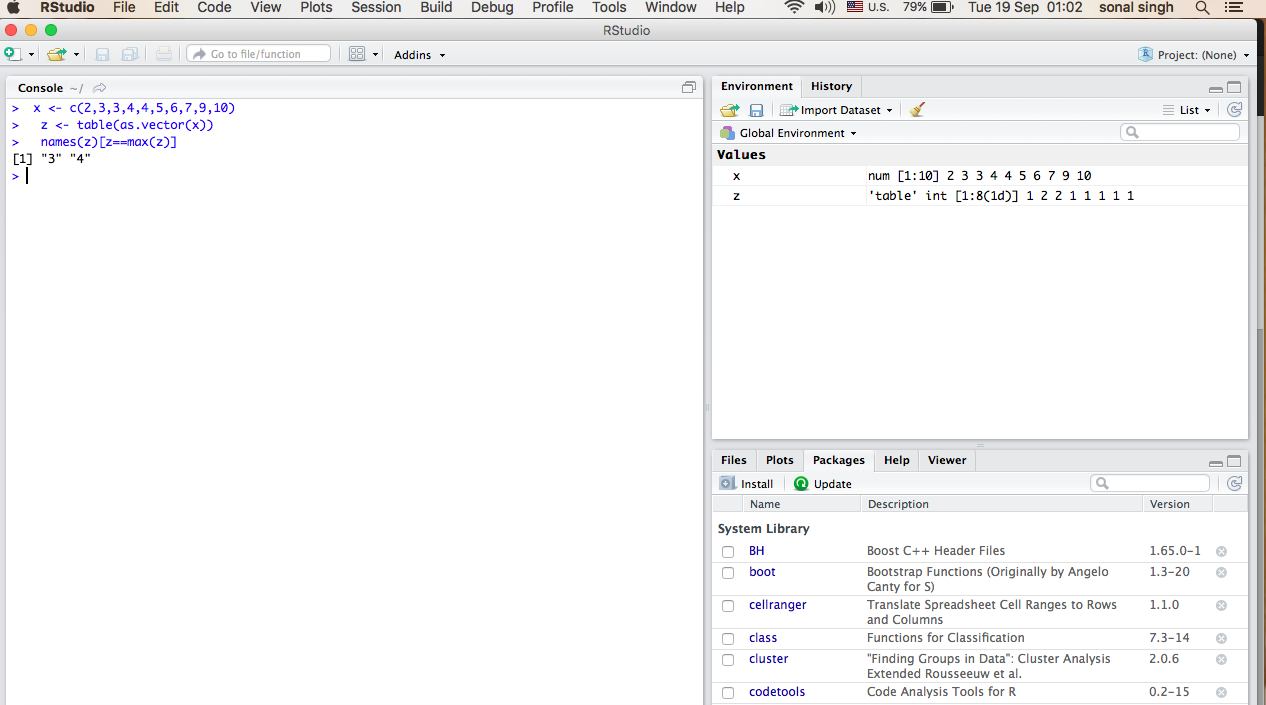 RStudio File Edit Code View Plots Session Build Debug Profile Tools Window Help U.S. 79% Tue 19 Sep 01:02 sonal singh
RStudio
Go to file/function Addins Project: (None)
Console ~/
> x <- c(2,3,3,4,4,5,6,7,9,10)
> z <- table(as.vector(x))
> names(z)[z==max(z)]
[1] "3" "4"
>
Environment History
Import Dataset List
Global Environment
Values
x num [1:10] 2 3 3 4 4 5 6 7 9 10
z 'table' int [1:8(1d)] 1 2 2 1 1 1 1 1
Files Plots Packages Help Viewer
Install Update
Name Description Version
System Library
BH Boost C++ Header Files 1.65.0-1
boot Bootstrap Functions (Originally by Angelo 1.3-20
Canty for S)
cellranger Translate Spreadsheet Cell Ranges to Rows 1.1.0
and Columns
class Functions for Classification 7.3-14
cluster "Finding Groups in Data": Cluster Analysis 2.0.6
Extended Rousseeuw et al.
codetools Code Analysis Tools for R 0.2-15